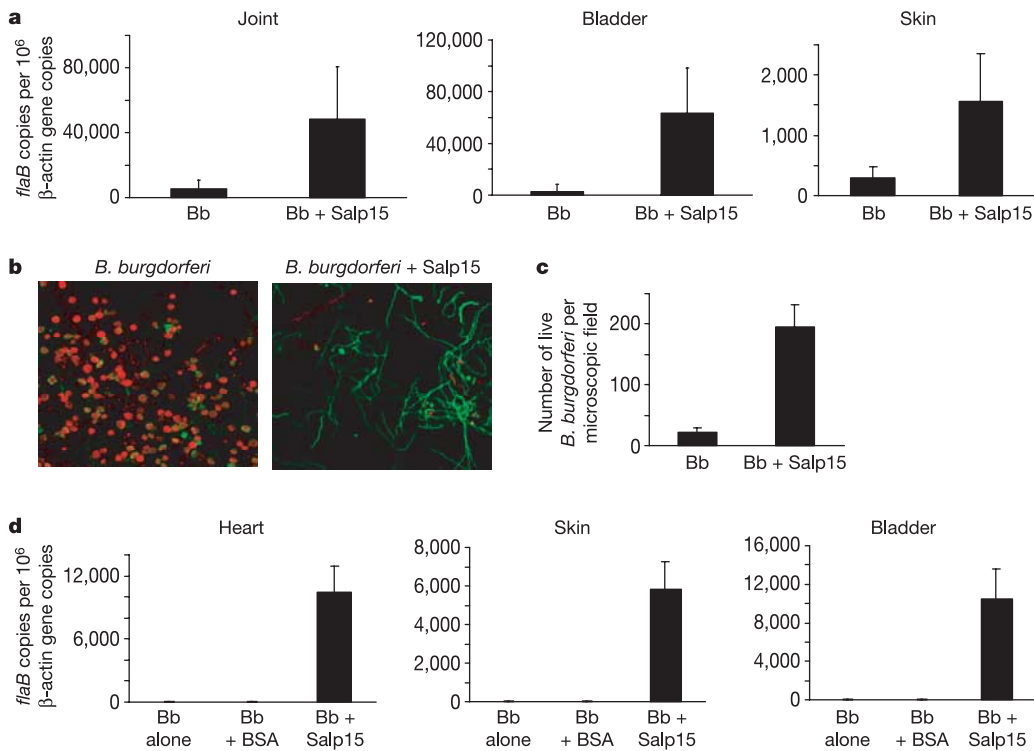 a
Joint
Bladder
Skin
flaB copies per 10⁶
β-actin gene copies
80,000
40,000
0
Bb
Bb + Salp15
120,000
80,000
40,000
0
Bb
Bb + Salp15
2,000
1,000
0
Bb
Bb + Salp15
b
B. burgdorferi
B. burgdorferi + Salp15
c
Number of live
B. burgdorferi per
microscopic field
200
100
0
Bb
Bb + Salp15
d
Heart
Skin
Bladder
flaB copies per 10⁶
β-actin gene copies
12,000
6,000
0
Bb
alone
Bb
+ BSA
Bb +
Salp15
8,000
6,000
4,000
2,000
0
Bb
alone
Bb
+ BSA
Bb +
Salp15
16,000
12,000
8,000
4,000
0
Bb
alone
Bb
+ BSA
Bb +
Salp15